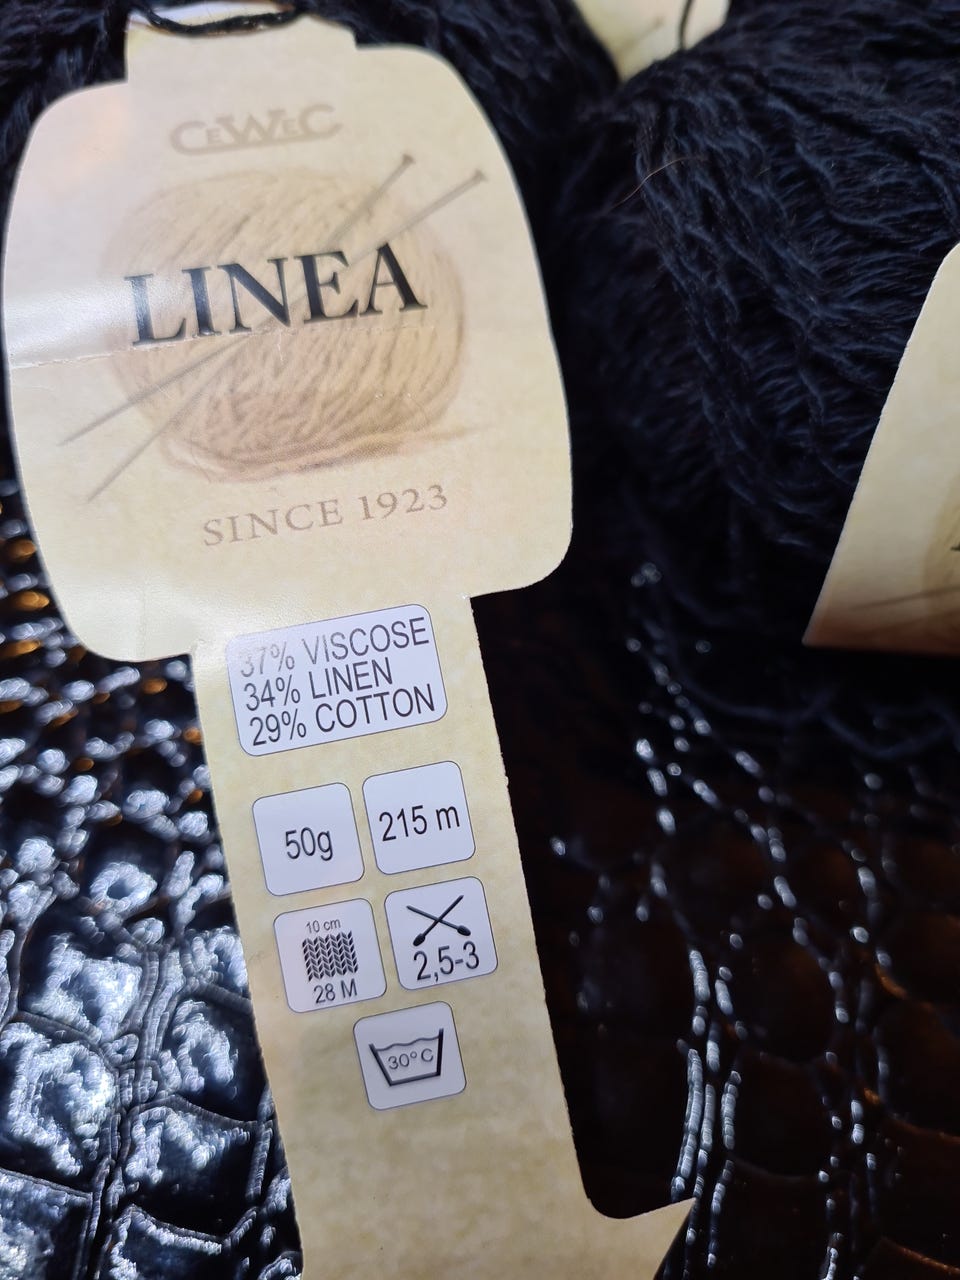 CEWEC
LINEA
SINCE 1923
37% VISCOSE
34% LINEN
29% COTTON
50g
215 m
10 cm
28 M
2,5-3
30°C